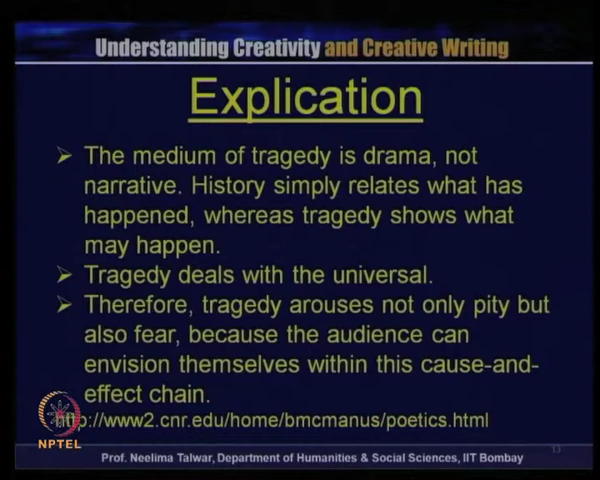 Understanding Creativity and Creative Writing
Explication
➢ The medium of tragedy is drama, not
narrative. History simply relates what has
happened, whereas tragedy shows what
may happen.
➢ Tragedy deals with the universal.
➢ Therefore, tragedy arouses not only pity but
also fear, because the audience can
envision themselves within this cause-and-
effect chain.
http://www2.cnr.edu/home/bmcmanus/poetics.html
NPTEL
13
Prof. Neelima Talwar, Department of Humanities & Social Sciences, IIT Bombay